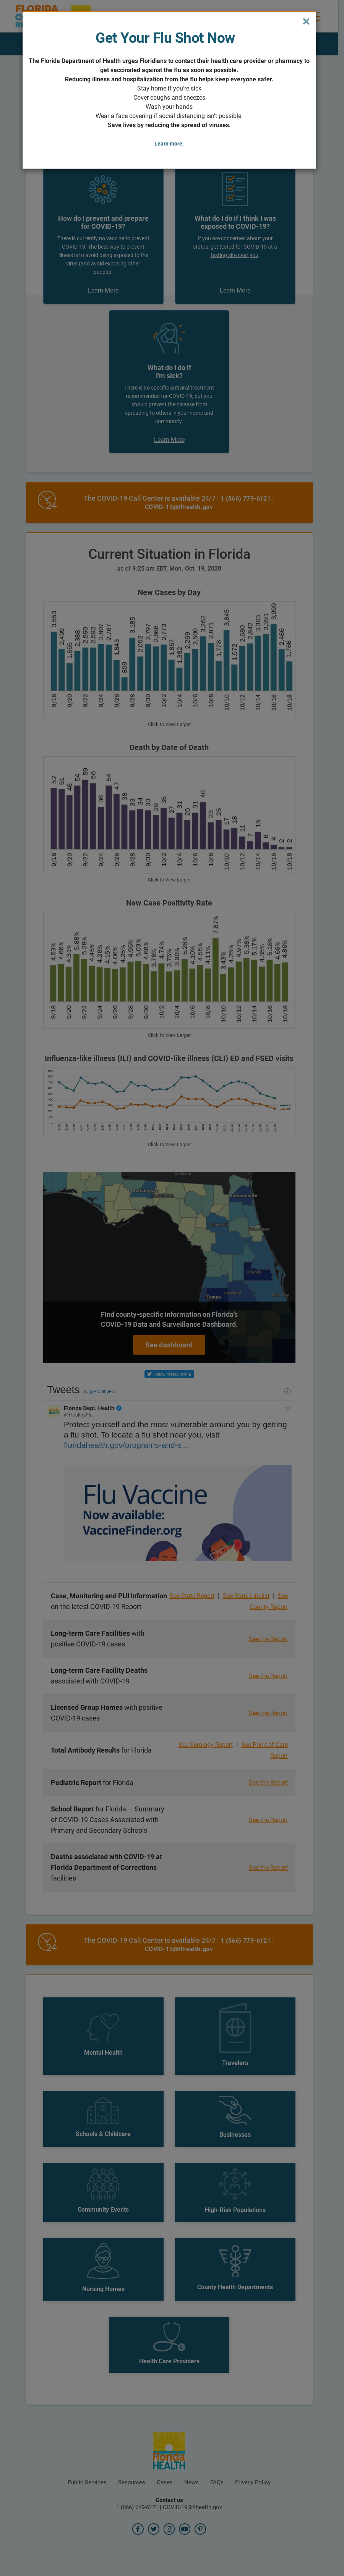 FLORIDA
×
Get Your Flu Shot Now
The Florida Department of Health urges Floridians to contact their health care provider or pharmacy to
get vaccinated against the flu as soon as possible.
Reducing illness and hospitalization from the flu helps keep everyone safer.
Stay home if you're sick
Cover coughs and sneezes
Wash your hands
Wear a face covering if social distancing isn't possible.
Save lives by reducing the spread of viruses.
Learn more.
How do I prevent and prepare
for COVID-19?
There is currently no vaccine to prevent
COVID-19. The best way to prevent
illness is to avoid being exposed to the
virus (and avoid exposing other
people).
Learn More
What do I do if I think I was
exposed to COVID-19?
If you are concerned about your
status, get tested for COVID-19 at a
testing site near you.
Learn More
What do I do if
I'm sick?
There is no specific antiviral treatment
recommended for COVID-19, but you
should prevent the disease from
spreading to others in your home and
community.
Learn More
24
The COVID-19 Call Center is available 24/7 | 1 (866) 779-6121 |
COVID-19@flhealth.gov
Current Situation in Florida
as of 9:25 am EDT, Mon. Oct. 19, 2020
New Cases by Day
3,553 2,499 1,655 2,388 2,590 2,592 2,807 2,767 1,843 809 3,185 2,052 2,797 2,666 2,773 1,857 1,382 2,269 2,500 3,262 2,871 1,778 3,645 1,572 2,680 2,842 3,303 3,391 3,999 2,486 1,766
9/18 9/20 9/22 9/24 9/26 9/28 9/30 10/2 10/4 10/6 10/8 10/10 10/12 10/14 10/16 10/18
Click to View Larger
Death by Date of Death
52 51 46 54 59 56 36 54 47 38 33 34 33 29 35 27 31 25 31 40 23 25 17 18 11 7 15 6 4 2 2
9/18 9/20 9/22 9/24 9/26 9/28 9/30 10/2 10/4 10/6 10/8 10/10 10/12 10/14 10/16 10/18
Click to View Larger
New Case Positivity Rate
4.53% 4.66% 4.31% 5.88% 5.28% 4.45% 4.26% 4.15% 4.06% 4.25% 4.95% 5.03% 4.68% 3.76% 4.74% 3.75% 3.90% 5.26% 4.10% 4.55% 4.11% 7.87% 3.43% 4.25% 4.97% 5.38% 5.17% 4.35% 5.18% 4.66% 4.86%
9/18 9/20 9/22 9/24 9/26 9/28 9/30 10/2 10/4 10/6 10/8 10/10 10/12 10/14 10/16 10/18
Click to View Larger
Influenza-like illness (ILI) and COVID-like illness (CLI) ED and FSED visits
Click to View Larger
Find county-specific information on Florida's
COVID-19 Data and Surveillance Dashboard.
See dashboard
Follow @HealthyFla
Tweets by @HealthyFla
Florida Dept. Health
@HealthyFla
Protect yourself and the most vulnerable around you by getting
a flu shot. To locate a flu shot near you, visit
floridahealth.gov/programs-and-s…
Flu Vaccine
Now available:
VaccineFinder.org
Case, Monitoring and PUI Information
on the latest COVID-19 Report
See State Report | See State Linelist | See
County Report
Long-term Care Facilities with
positive COVID-19 cases
See the Report
Long-term Care Facility Deaths
associated with COVID-19
See the Report
Licensed Group Homes with positive
COVID-19 cases
See the Report
Total Antibody Results for Florida
See Serology Report | See Point-of-Care
Report
Pediatric Report for Florida
See the Report
School Report for Florida — Summary
of COVID-19 Cases Associated with
Primary and Secondary Schools
See the Report
Deaths associated with COVID-19 at
Florida Department of Corrections
facilities
See the Report
24
The COVID-19 Call Center is available 24/7 | 1 (866) 779-6121 |
COVID-19@flhealth.gov
Mental Health
Travelers
Schools & Childcare
Businesses
Community Events
High-Risk Populations
Nursing Homes
County Health Departments
Health Care Providers
Florida
HEALTH
Public Services Resources Cases News FAQs Privacy Policy
Contact us
1 (866) 779-6121 | COVID-19@flhealth.gov